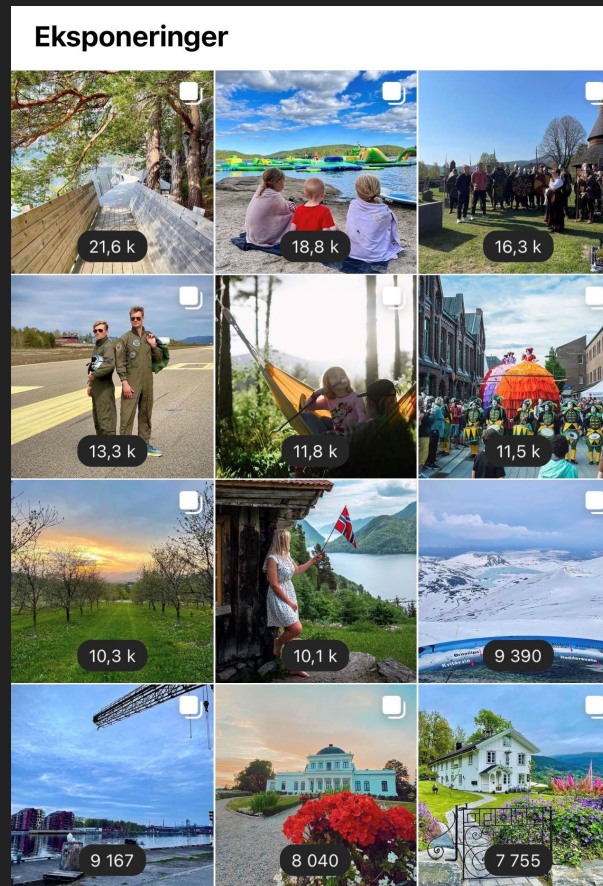 Eksponeringer
21,6 k
18,8 k
16,3 k
13,3 k
11,8 k
11,5 k
10,3 k
10,1 k
9 390
9 167
8 040
7 755